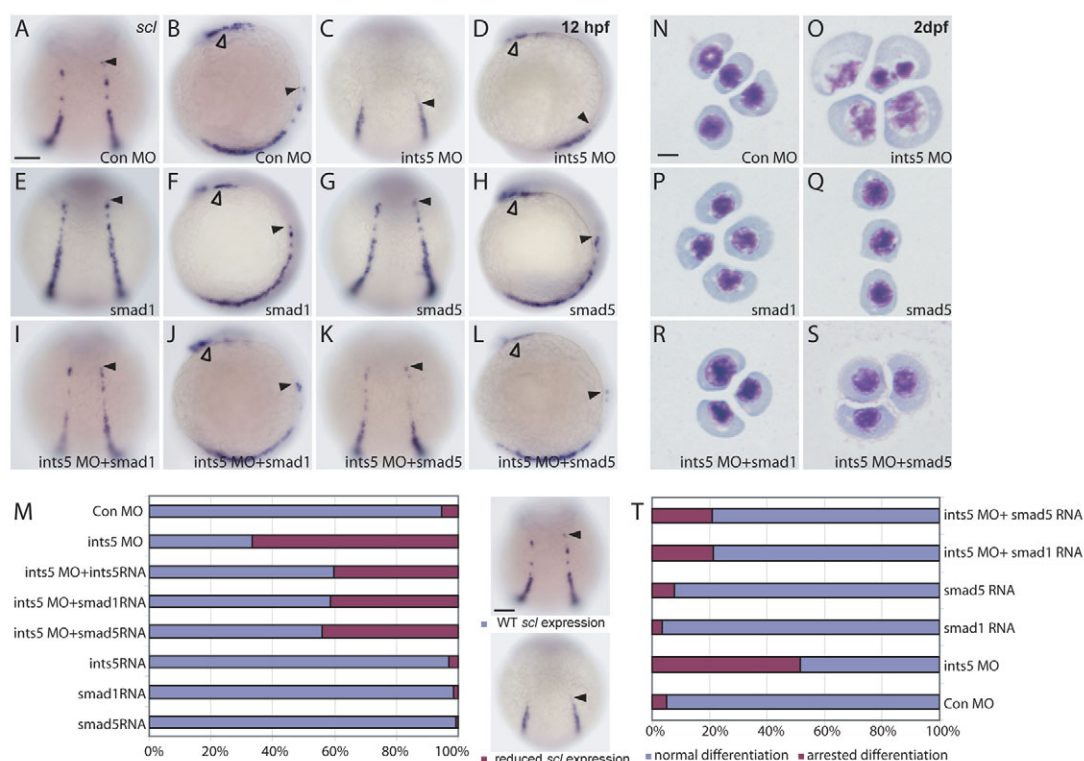 A
scl
B
C
D
12 hpf
N
O
2dpf
Con MO
Con MO
ints5 MO
ints5 MO
Con MO
ints5 MO
E
F
G
H
P
Q
smad1
smad1
smad5
smad5
smad1
smad5
I
J
K
L
R
S
ints5 MO+smad1
ints5 MO+smad1
ints5 MO+smad5
ints5 MO+smad5
ints5 MO+smad1
ints5 MO+smad5
M
Con MO
ints5 MO
ints5 MO+ints5RNA
ints5 MO+smad1RNA
ints5 MO+smad5RNA
ints5RNA
smad1RNA
smad5RNA
0% 20% 40% 60% 80% 100%
WT scl expression
reduced scl expression
T
ints5 MO+ smad5 RNA
ints5 MO+ smad1 RNA
smad5 RNA
smad1 RNA
ints5 MO
Con MO
0% 20% 40% 60% 80% 100%
normal differentiation
arrested differentiation